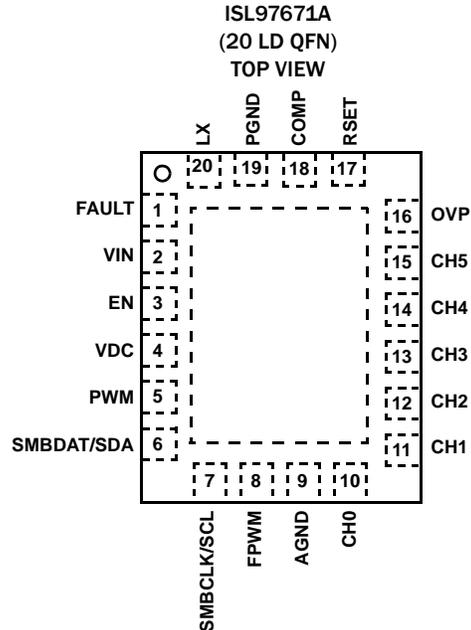 ISL97671A
(20 LD QFN)
TOP VIEW
LX
PGND
COMP
RSET
20
19
18
17
FAULT
1
VIN
2
EN
3
VDC
4
PWM
5
SMBDAT/SDA
6
16
OVP
15
CH5
14
CH4
13
CH3
12
CH2
11
CH1
7
8
9
10
SMBCLK/SCL
FPWM
AGND
CH0